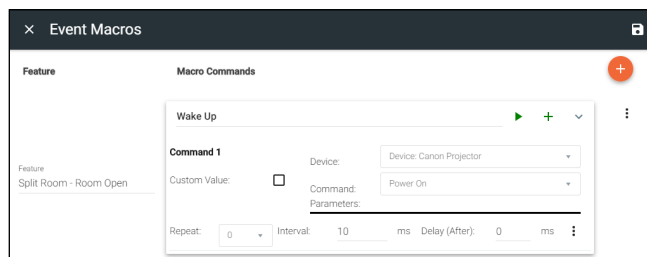 × Event Macros
Feature Macro Commands
+
Wake Up
Command 1
Device: Device: Canon Projector
Feature
Split Room - Room Open
Custom Value:
Command: Power On
Parameters:
Repeat: 0 Interval: 10 ms Delay (After): 0 ms